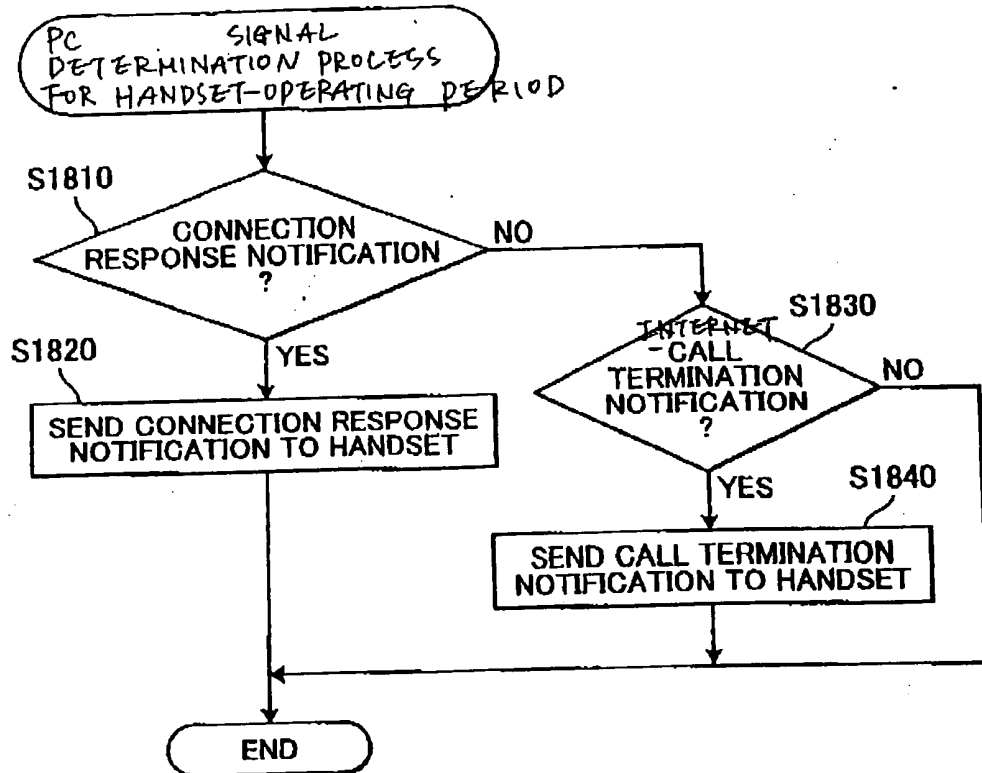 PC SIGNAL
DETERMINATION PROCESS
FOR HANDSET-OPERATING PERIOD
S1810
CONNECTION
RESPONSE NOTIFICATION
?
NO
YES
S1820
SEND CONNECTION RESPONSE
NOTIFICATION TO HANDSET
S1830
INTERNET
-CALL
TERMINATION
NOTIFICATION
?
NO
YES
S1840
SEND CALL TERMINATION
NOTIFICATION TO HANDSET
END